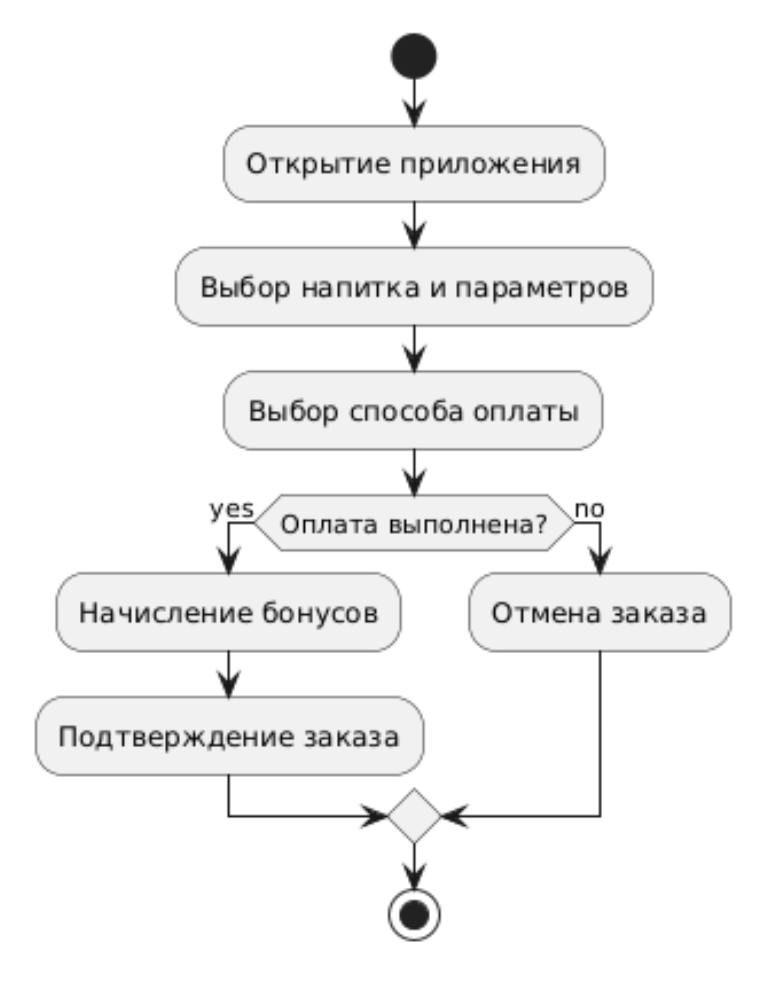 Открытие приложения
Выбор напитка и параметров
Выбор способа оплаты
yes
Оплата выполнена?
no
Начисление бонусов
Отмена заказа
Подтверждение заказа